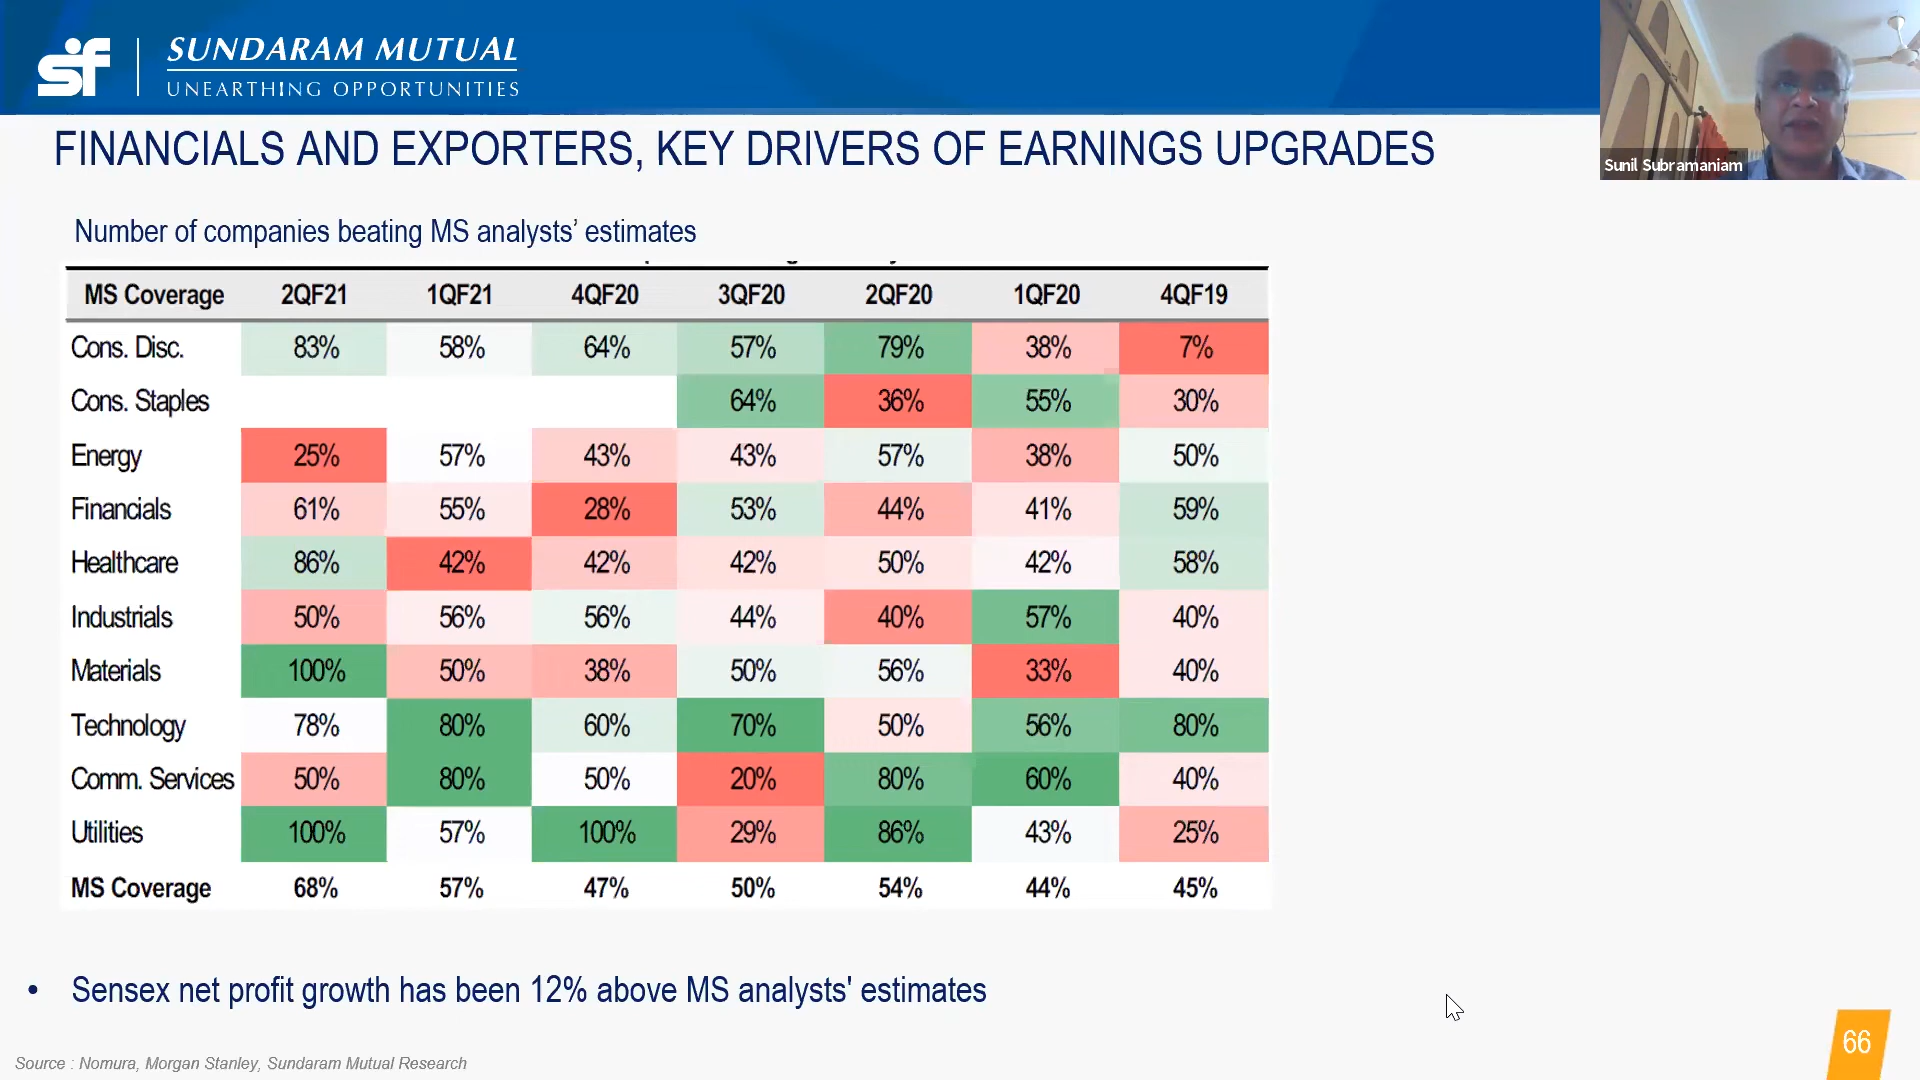 sf
SUNDARAM MUTUAL
UNEARTHING OPPORTUNITIES
Sunil Subramaniam
FINANCIALS AND EXPORTERS, KEY DRIVERS OF EARNINGS UPGRADES
Number of companies beating MS analysts’ estimates
MS Coverage 2QF21 1QF21 4QF20 3QF20 2QF20 1QF20 4QF19
Cons. Disc. 83% 58% 64% 57% 79% 38% 7%
Cons. Staples 64% 36% 55% 30%
Energy 25% 57% 43% 43% 57% 38% 50%
Financials 61% 55% 28% 53% 44% 41% 59%
Healthcare 86% 42% 42% 42% 50% 42% 58%
Industrials 50% 56% 56% 44% 40% 57% 40%
Materials 100% 50% 38% 50% 56% 33% 40%
Technology 78% 80% 60% 70% 50% 56% 80%
Comm. Services 50% 80% 50% 20% 80% 60% 40%
Utilities 100% 57% 100% 29% 86% 43% 25%
MS Coverage 68% 57% 47% 50% 54% 44% 45%
• Sensex net profit growth has been 12% above MS analysts' estimates
Source : Nomura, Morgan Stanley, Sundaram Mutual Research
66